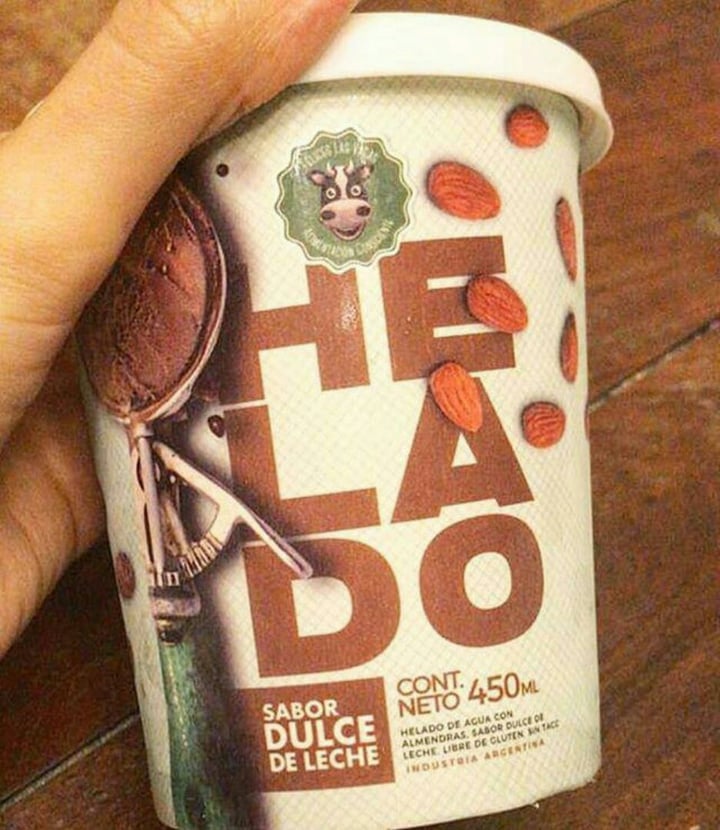 HE
LA
DO
SABOR
DULCE
DE LECHE
CONT.
NETO 450ML
HELADO DE AGUA CON
ALMENDRAS, SABOR DULCE DE
LECHE. LIBRE DE GLUTEN. SIN TACC
INDUSTRIA ARGENTINA